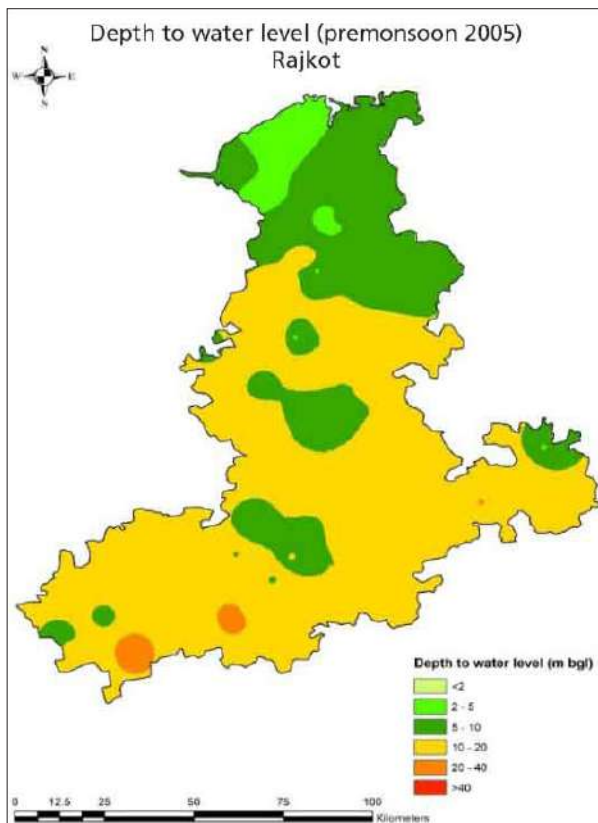 Depth to water level (premonsoon 2005)
Rajkot
N
W E
S
Depth to water level (m bgl)
<2
2 - 5
5 - 10
10 - 20
20 - 40
>40
0 12.5 25 50 75 100
Kilometers